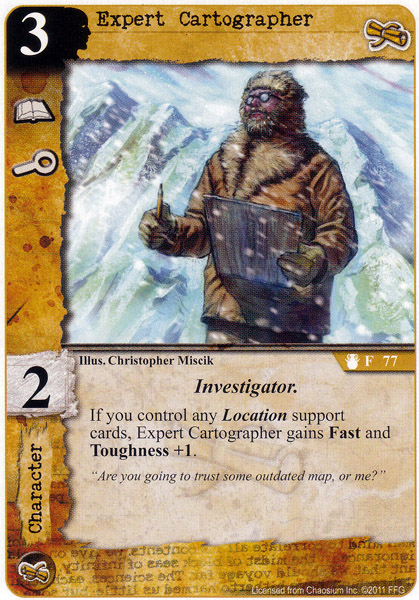 3
Expert Cartographer
Illus. Christopher Miscik
F 77
2
Investigator.
If you control any Location support
cards, Expert Cartographer gains Fast and
Toughness +1.
“Are you going to trust some outdated map, or me?”
Character
Licensed from Chaosium Inc. ©2011 FFG